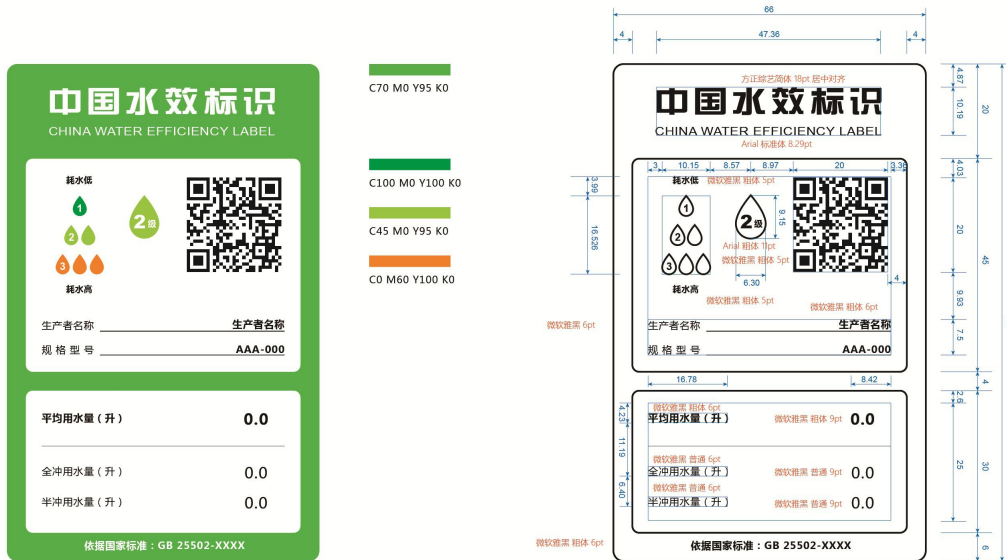 中国水效标识
CHINA WATER EFFICIENCY LABEL
耗水低
1
2
3
2级
耗水高
生产者名称 生产者名称
规格型号 AAA-000
平均用水量（升） 0.0
全冲用水量（升） 0.0
半冲用水量（升） 0.0
依据国家标准：GB 25502-XXXX
C70 M0 Y95 K0
C100 M0 Y100 K0
C45 M0 Y95 K0
C0 M60 Y100 K0
66
4 47.36 4
方正综艺简体 18pt 居中对齐
中国水效标识
CHINA WATER EFFICIENCY LABEL
Arial 标准体 8.29pt
4.87
10.19
20
3 10.15 8.57 8.97 20 3.36
耗水低 微软雅黑 粗体 5pt
3.99
16.526
1
2
3
2级
9.15
Arial 粗体 11pt
微软雅黑 粗体 5pt
6.30
4
耗水高
微软雅黑 粗体 5pt
微软雅黑 粗体 6pt
4.03
20
9.93
7.5
45
微软雅黑 6pt
生产者名称 生产者名称
规格型号 AAA-000
16.78 8.42
4
2.6
微软雅黑 粗体 6pt
平均用水量（升） 微软雅黑 粗体 9pt 0.0
4.23
11.19
6.40
微软雅黑 普通 6pt
全冲用水量（升） 微软雅黑 普通 9pt 0.0
微软雅黑 普通 6pt
半冲用水量（升） 微软雅黑 普通 9pt 0.0
25
30
微软雅黑 粗体 6pt
依据国家标准：GB 25502-XXXX
6